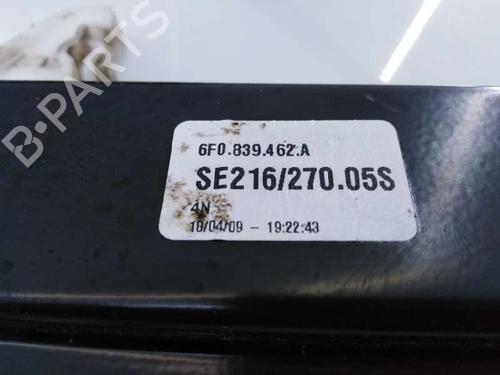 B-PARTS
6F0.839.462.A
SE216/270.05S
4N
18/04/09 - 19:22:43